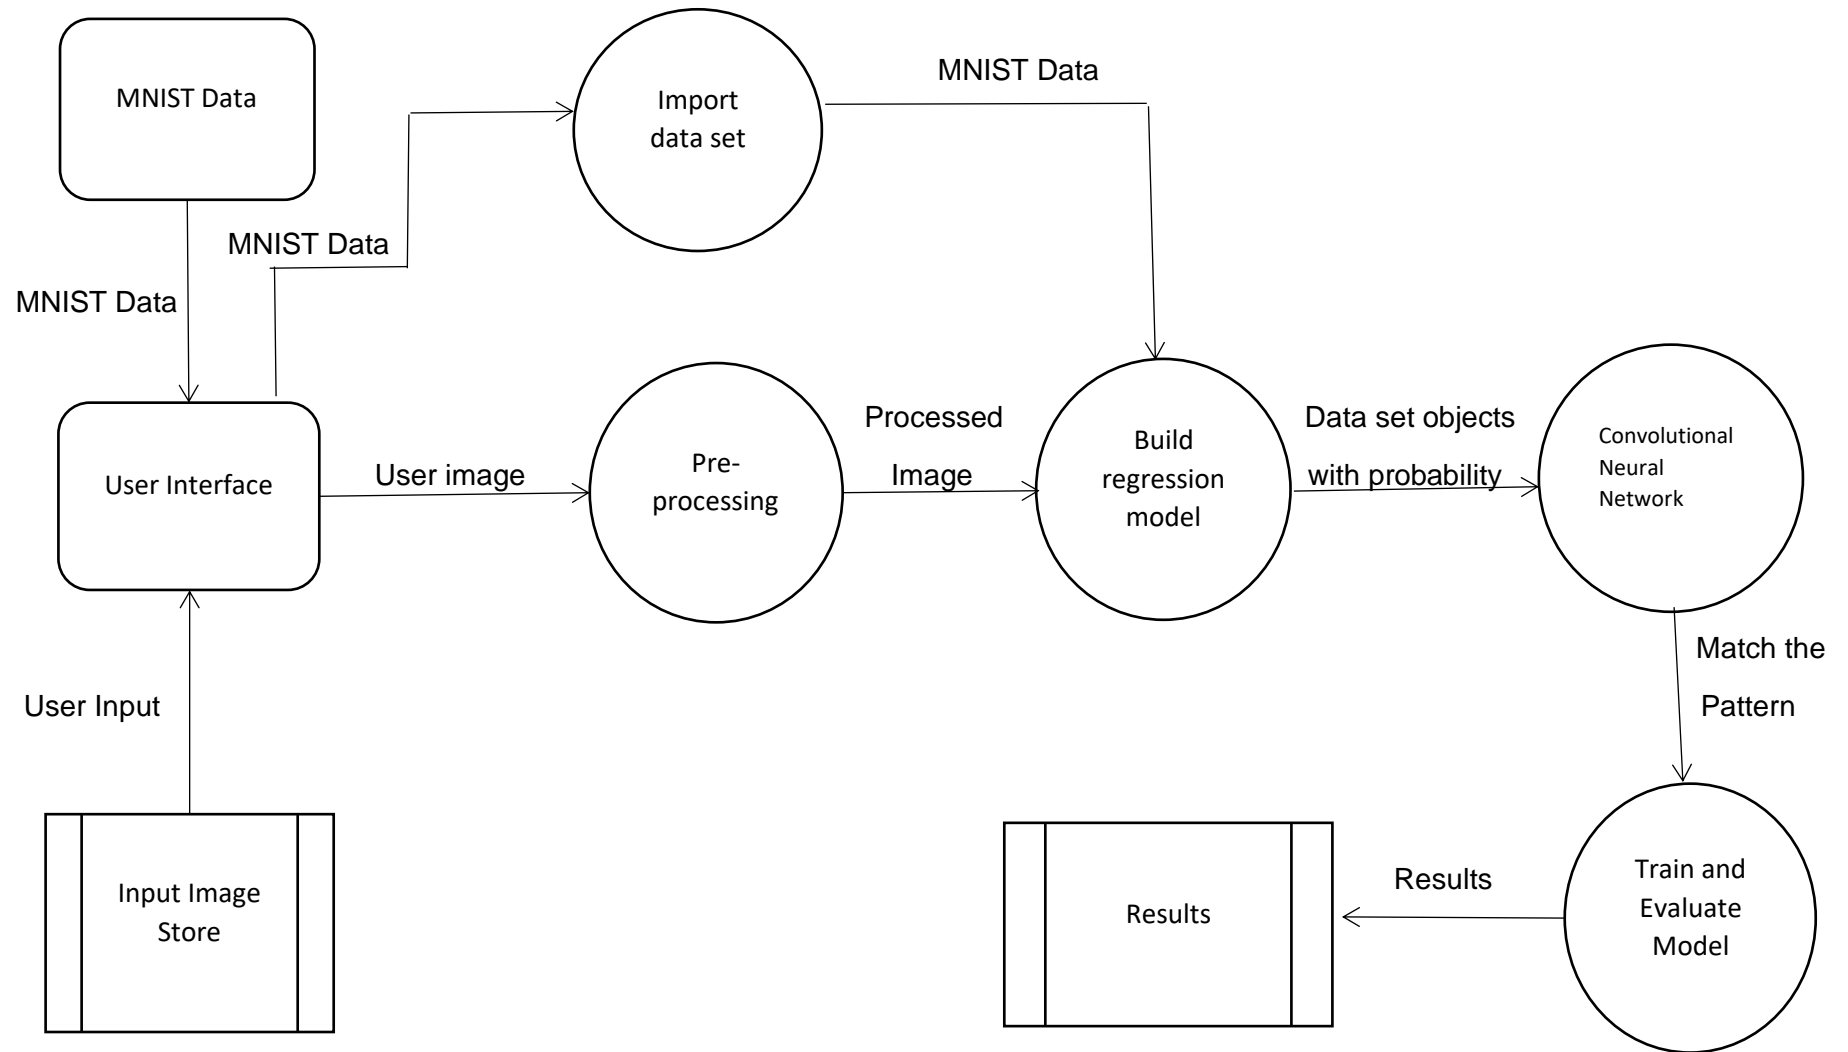 MNIST Data
Import
data set
MNIST Data
MNIST Data
MNIST Data
User Interface
User image
Pre-
processing
Processed
Image
Build
regression
model
Data set objects
with probability
Convolutional
Neural
Network
Match the
Pattern
User Input
Input Image
Store
Results
Results
Train and
Evaluate
Model